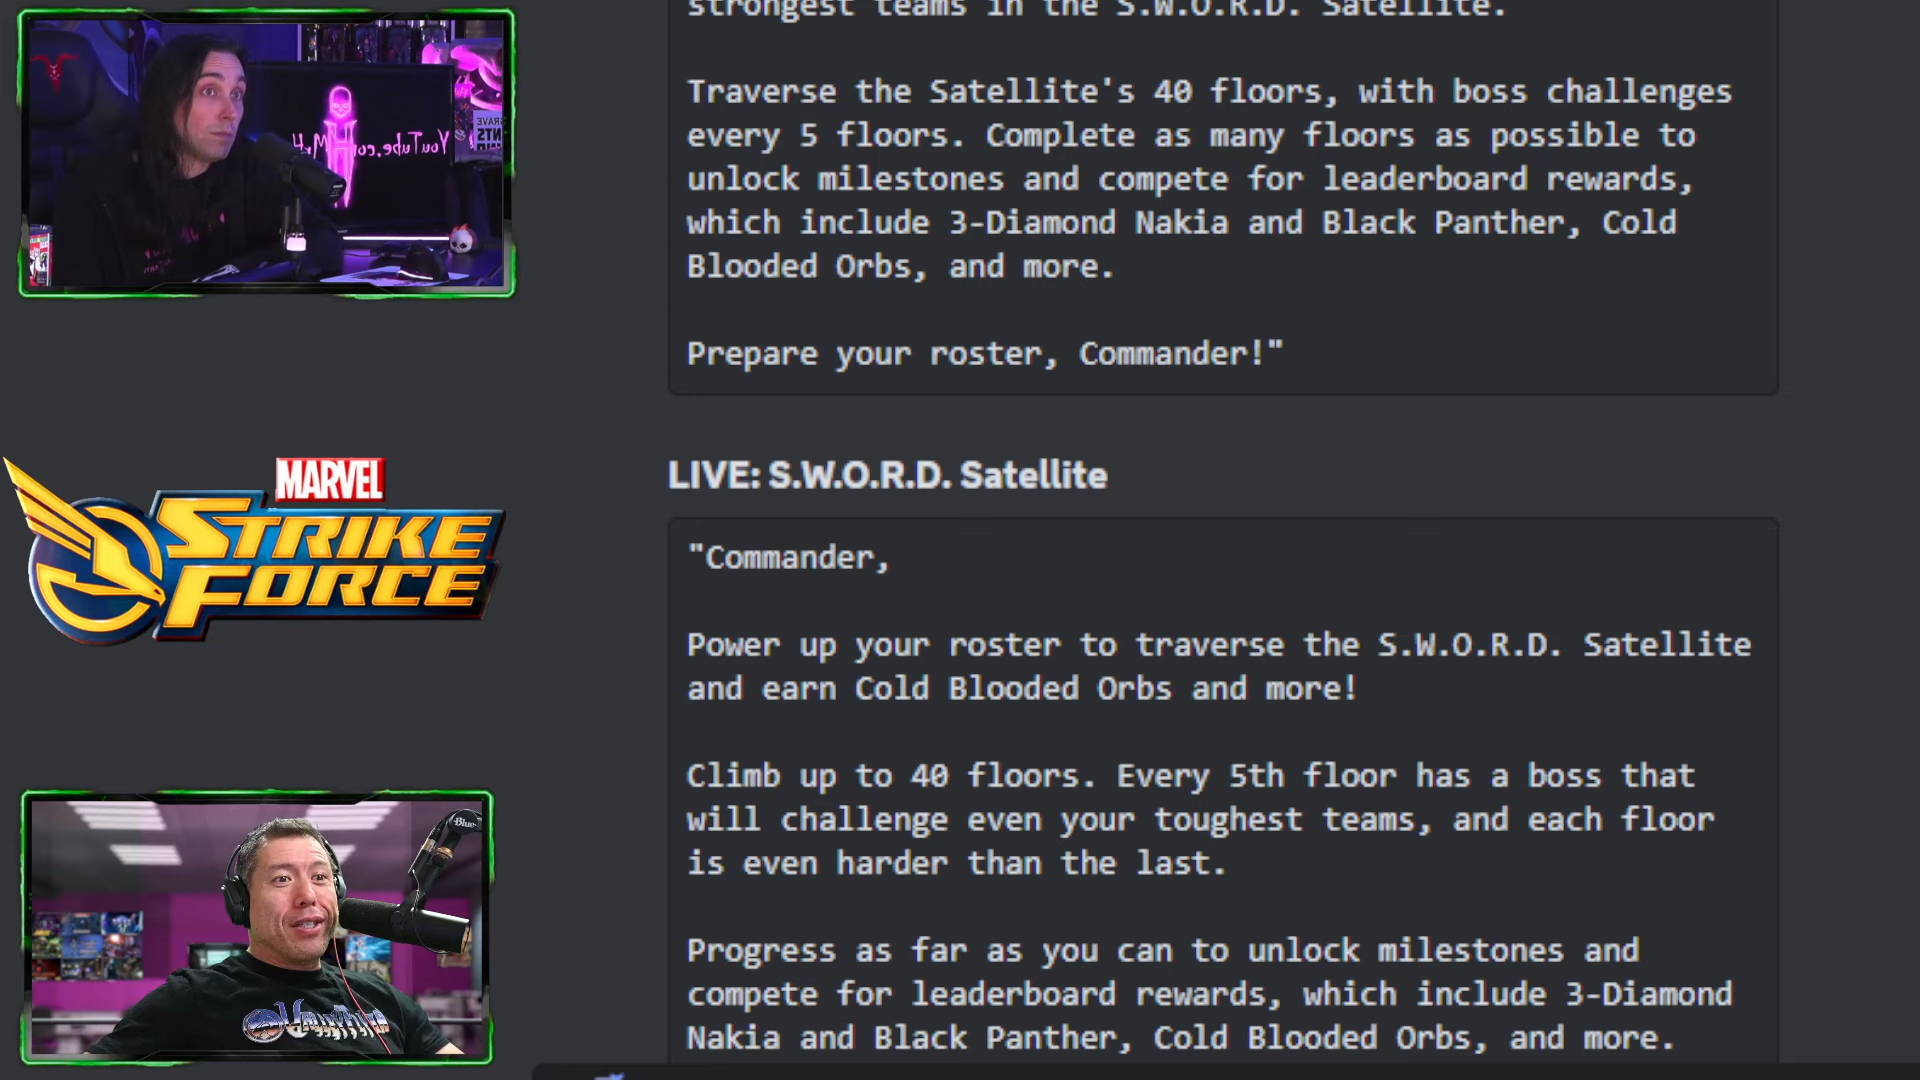 strongest teams in the S.W.O.R.D. Satellite.
Traverse the Satellite's 40 floors, with boss challenges
every 5 floors. Complete as many floors as possible to
unlock milestones and compete for leaderboard rewards,
which include 3-Diamond Nakia and Black Panther, Cold
Blooded Orbs, and more.
Prepare your roster, Commander!"
MARVEL
STRIKE
FORCE
LIVE: S.W.O.R.D. Satellite
"Commander,
Power up your roster to traverse the S.W.O.R.D. Satellite
and earn Cold Blooded Orbs and more!
Climb up to 40 floors. Every 5th floor has a boss that
will challenge even your toughest teams, and each floor
is even harder than the last.
Progress as far as you can to unlock milestones and
compete for leaderboard rewards, which include 3-Diamond
Nakia and Black Panther, Cold Blooded Orbs, and more.
Blue